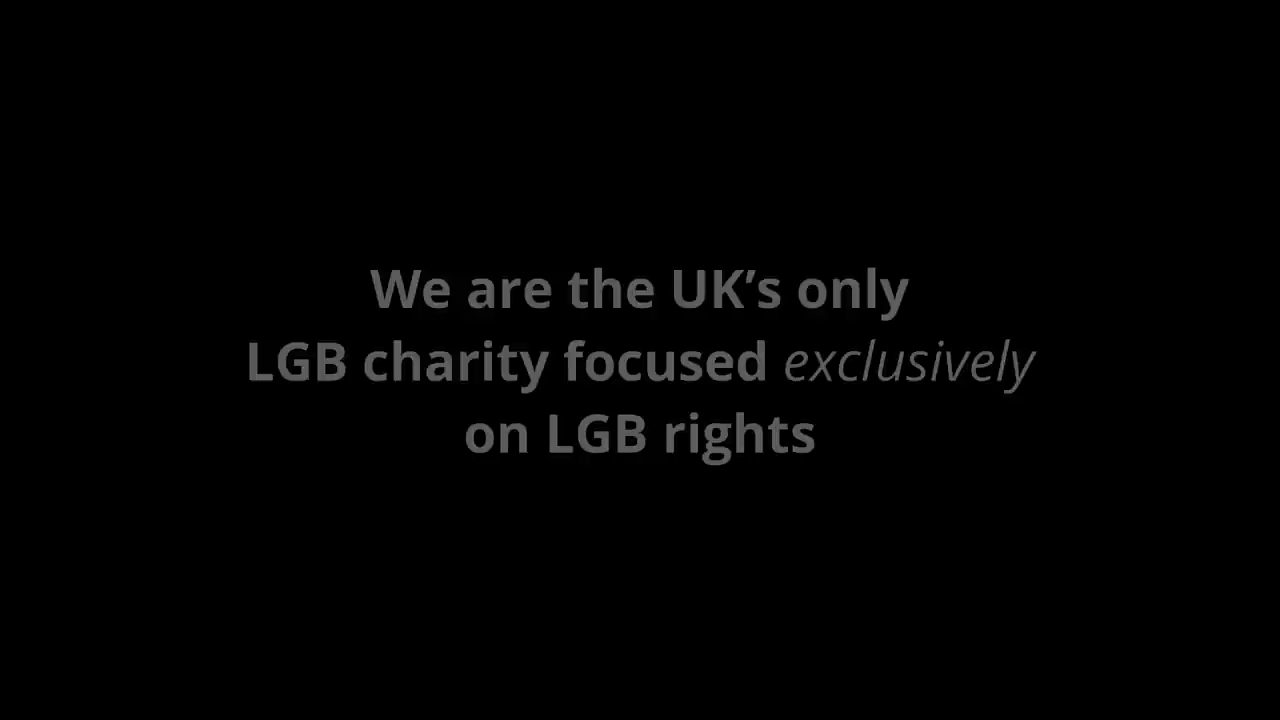 We are the UK’s only
LGB charity focused exclusively
on LGB rights